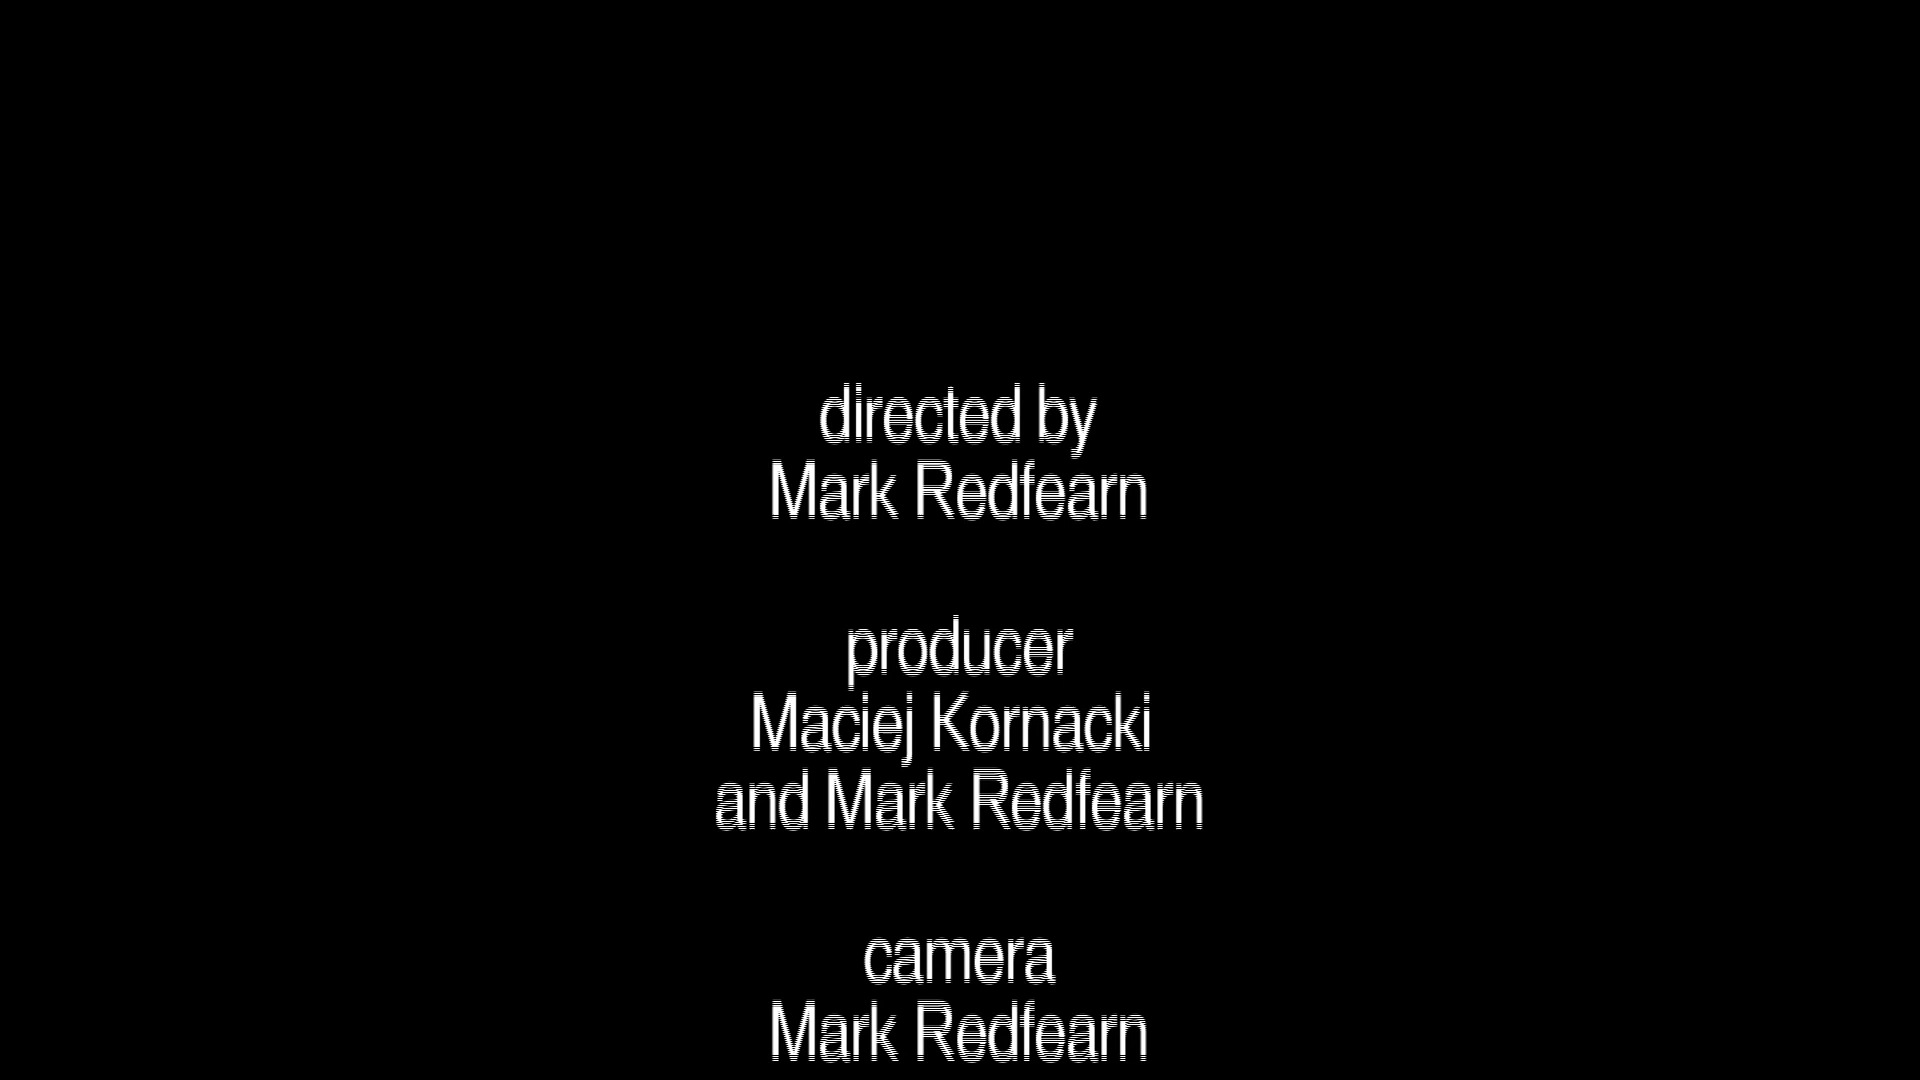 directed by
Mark Redfearn
producer
Maciej Kornacki
and Mark Redfearn
camera
Mark Redfearn